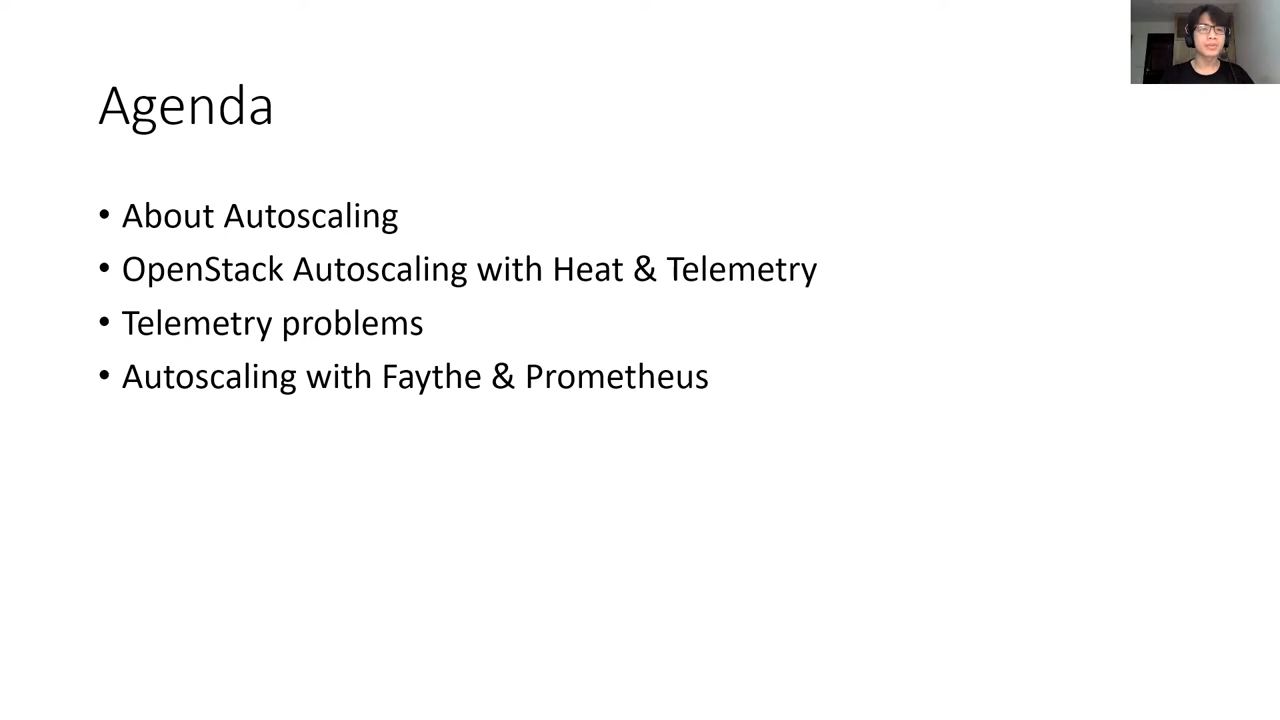 Agenda
• About Autoscaling
• OpenStack Autoscaling with Heat & Telemetry
• Telemetry problems
• Autoscaling with Faythe & Prometheus